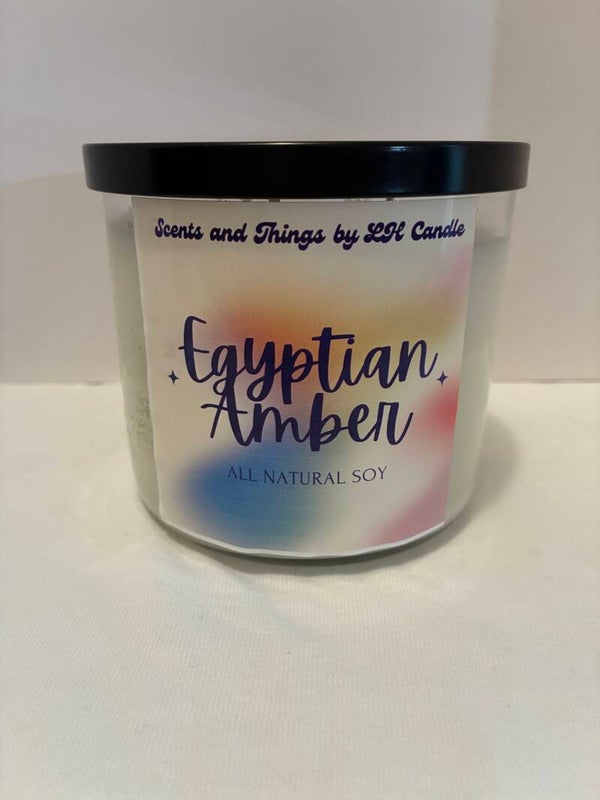 Scents and Things by LH Candle
Egyptian
Amber
ALL NATURAL SOY